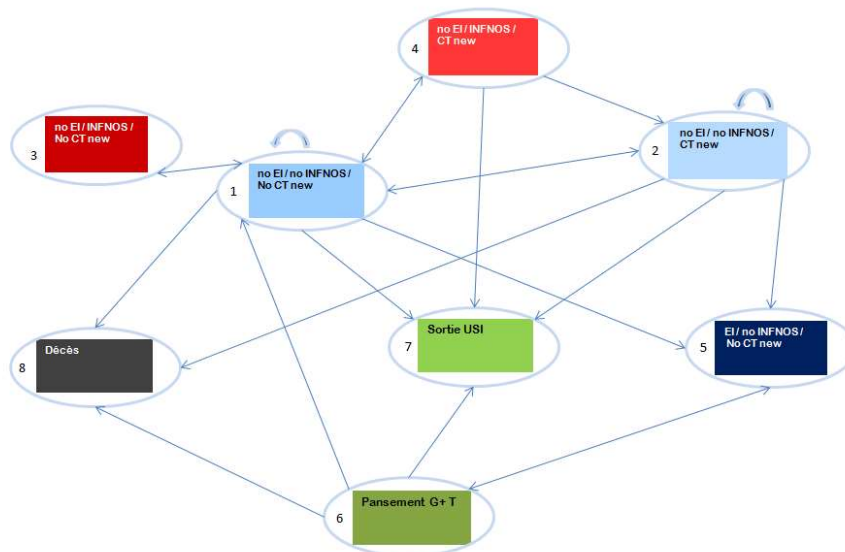 4
no EI / INFNOS /
CT new
3
no EI / INFNOS /
No CT new
1
no EI / no INFNOS /
No CT new
2
no EI / no INFNOS /
CT new
8
Décès
7
Sortie USI
5
EI / no INFNOS /
No CT new
6
Pansement G+ T